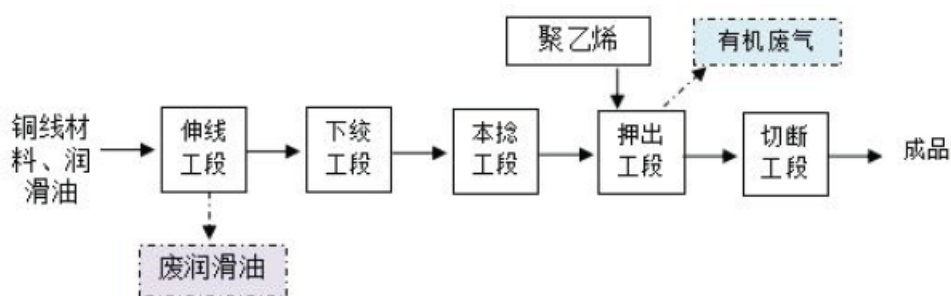 聚乙烯
有机废气
铜线材
料、润
滑油
伸线
工段
下绞
工段
本捻
工段
押出
工段
切断
工段
成品
废润滑油